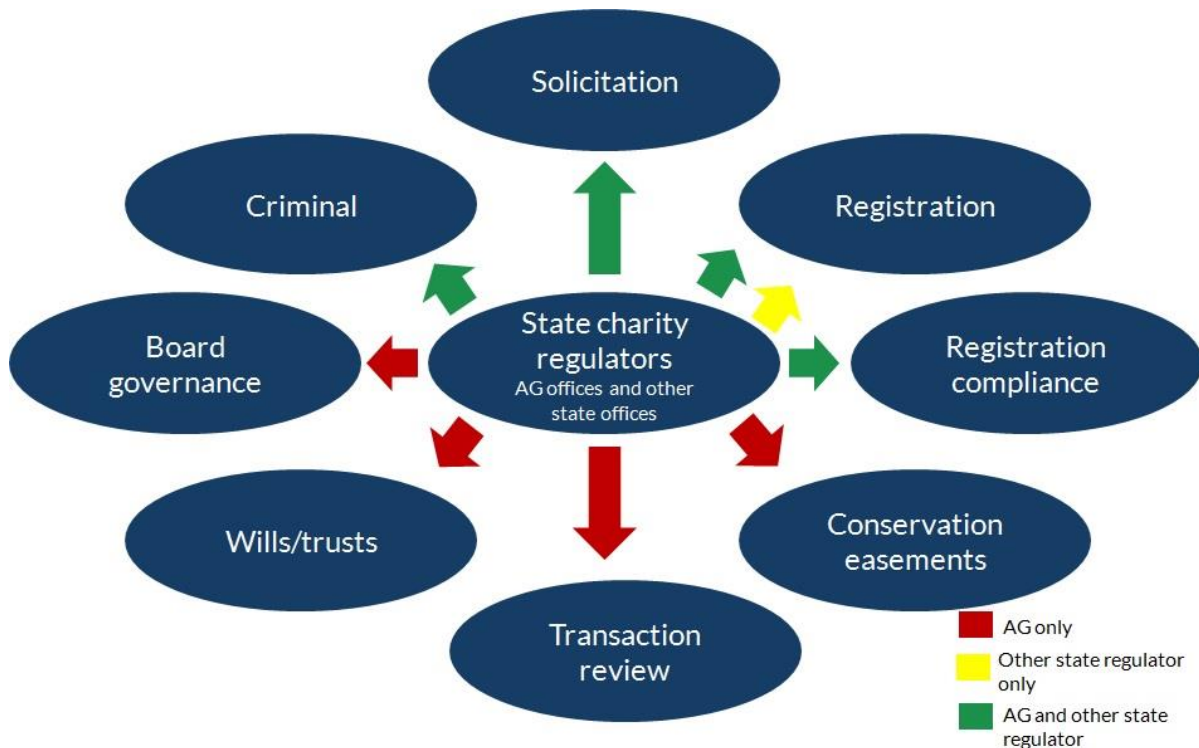 Solicitation
Criminal
Registration
Board
governance
State charity
regulators
AG offices and other
state offices
Registration
compliance
Wills/trusts
Conservation
easements
Transaction
review
AG only
Other state regulator
only
AG and other state
regulator